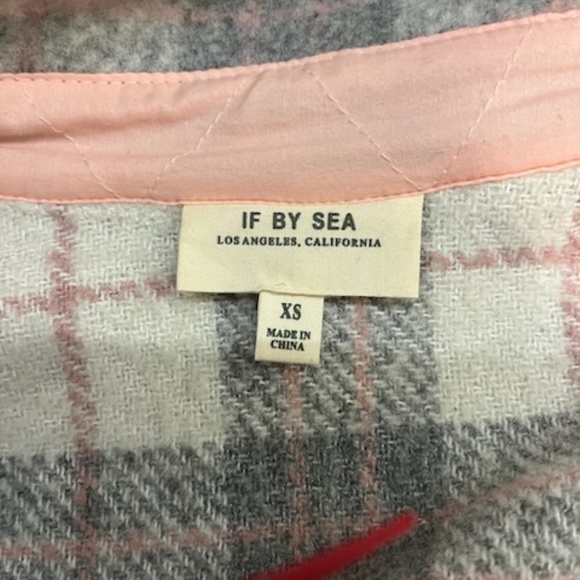 IF BY SEA
LOS ANGELES, CALIFORNIA
XS
MADE IN
CHINA